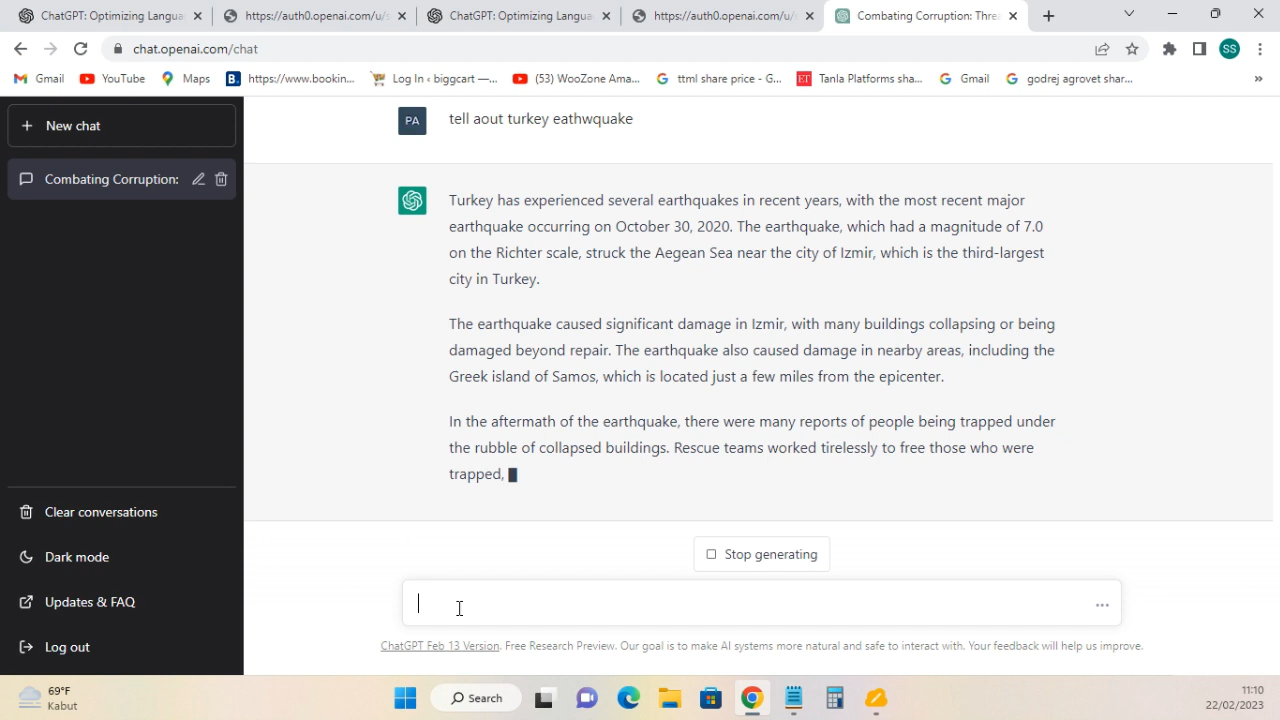 ChatGPT: Optimizing Langua
https://auth0.openai.com/u/s
ChatGPT: Optimizing Langua
https://auth0.openai.com/u/s
Combating Corruption: Threa
chat.openai.com/chat
SS
Gmail
YouTube
Maps
B.
https://www.bookin...
Log In ‹ biggcart —...
(53) WooZone Ama...
ttml share price - G...
ET
Tanla Platforms sha...
Gmail
godrej agrovet shar...
»
New chat
Combating Corruption:
Clear conversations
Dark mode
Updates & FAQ
Log out
PA
tell aout turkey eathwquake
Turkey has experienced several earthquakes in recent years, with the most recent major
earthquake occurring on October 30, 2020. The earthquake, which had a magnitude of 7.0
on the Richter scale, struck the Aegean Sea near the city of Izmir, which is the third-largest
city in Turkey.
The earthquake caused significant damage in Izmir, with many buildings collapsing or being
damaged beyond repair. The earthquake also caused damage in nearby areas, including the
Greek island of Samos, which is located just a few miles from the epicenter.
In the aftermath of the earthquake, there were many reports of people being trapped under
the rubble of collapsed buildings. Rescue teams worked tirelessly to free those who were
trapped,
Stop generating
ChatGPT Feb 13 Version. Free Research Preview. Our goal is to make AI systems more natural and safe to interact with. Your feedback will help us improve.
69°F
Kabut
Search
11:10
22/02/2023